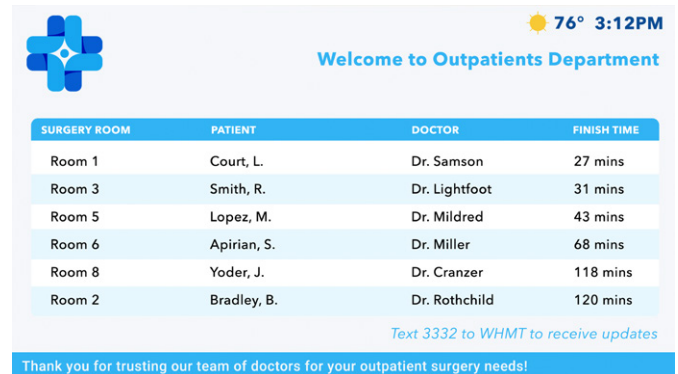 76° 3:12PM
Welcome to Outpatients Department
SURGERY ROOM PATIENT DOCTOR FINISH TIME
Room 1 Court, L. Dr. Samson 27 mins
Room 3 Smith, R. Dr. Lightfoot 31 mins
Room 5 Lopez, M. Dr. Mildred 43 mins
Room 6 Apirian, S. Dr. Miller 68 mins
Room 8 Yoder, J. Dr. Cranzer 118 mins
Room 2 Bradley, B. Dr. Rothchild 120 mins
Text 3332 to WHMT to receive updates
Thank you for trusting our team of doctors for your outpatient surgery needs!